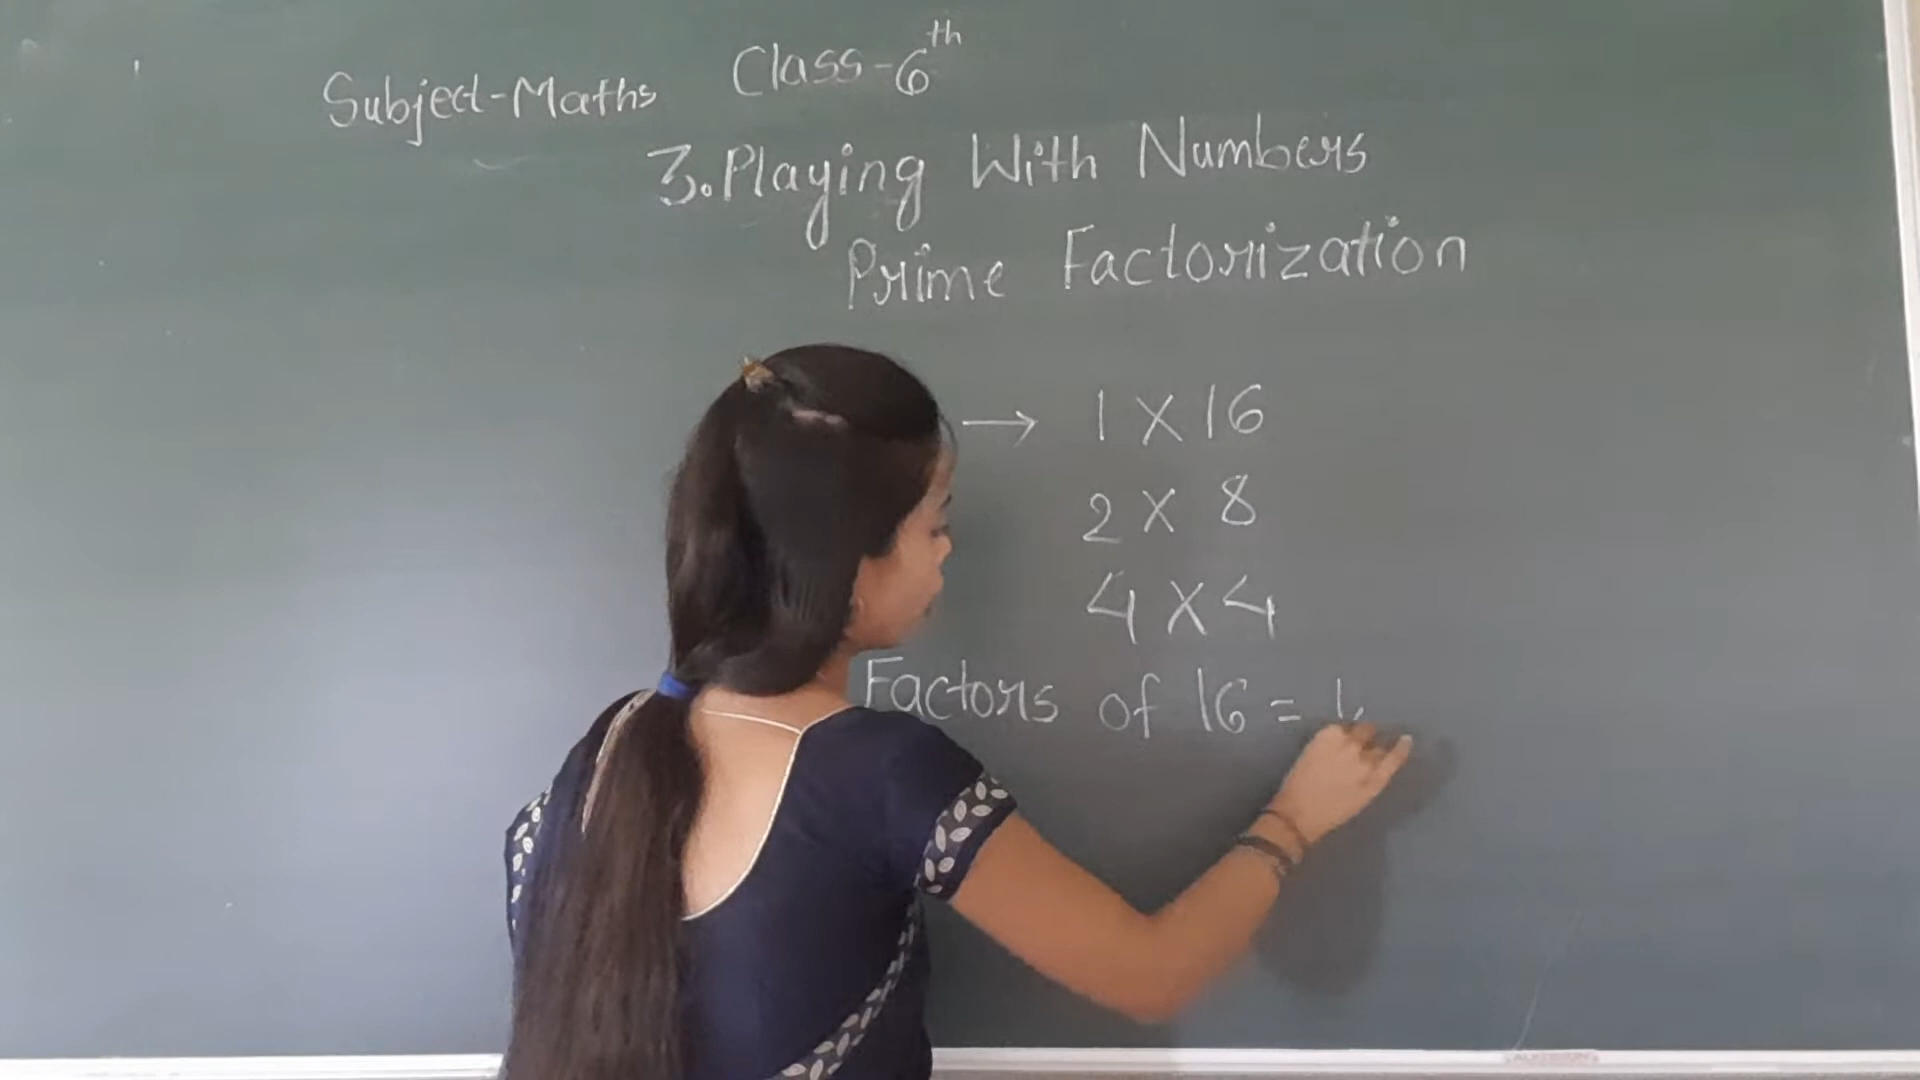 Subject-Maths Class-6th
3. Playing With Numbers
Prime Factorization
→ 1 X 16
2 X 8
4 X 4
Factors of 16 = 1,